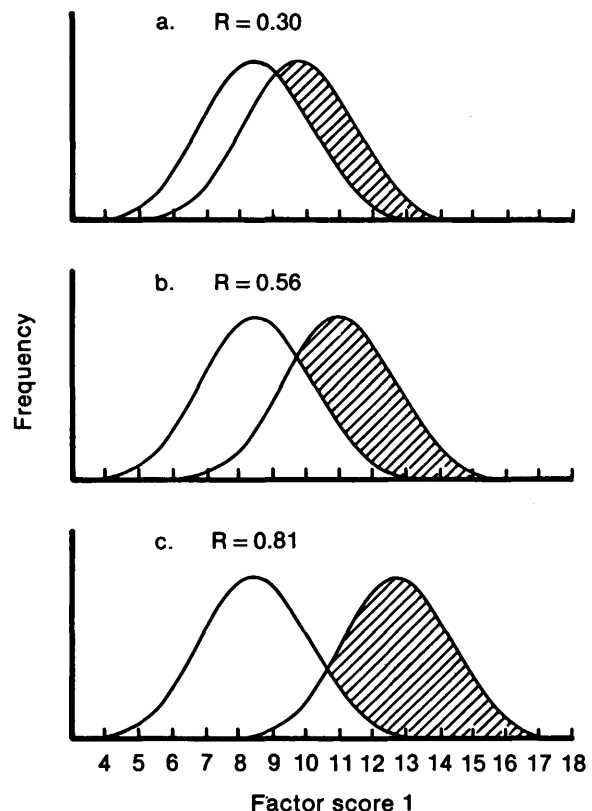 a. R = 0.30
b. R = 0.56
Frequency
c. R = 0.81
4 5 6 7 8 9 10 11 12 13 14 15 16 17 18
Factor score 1